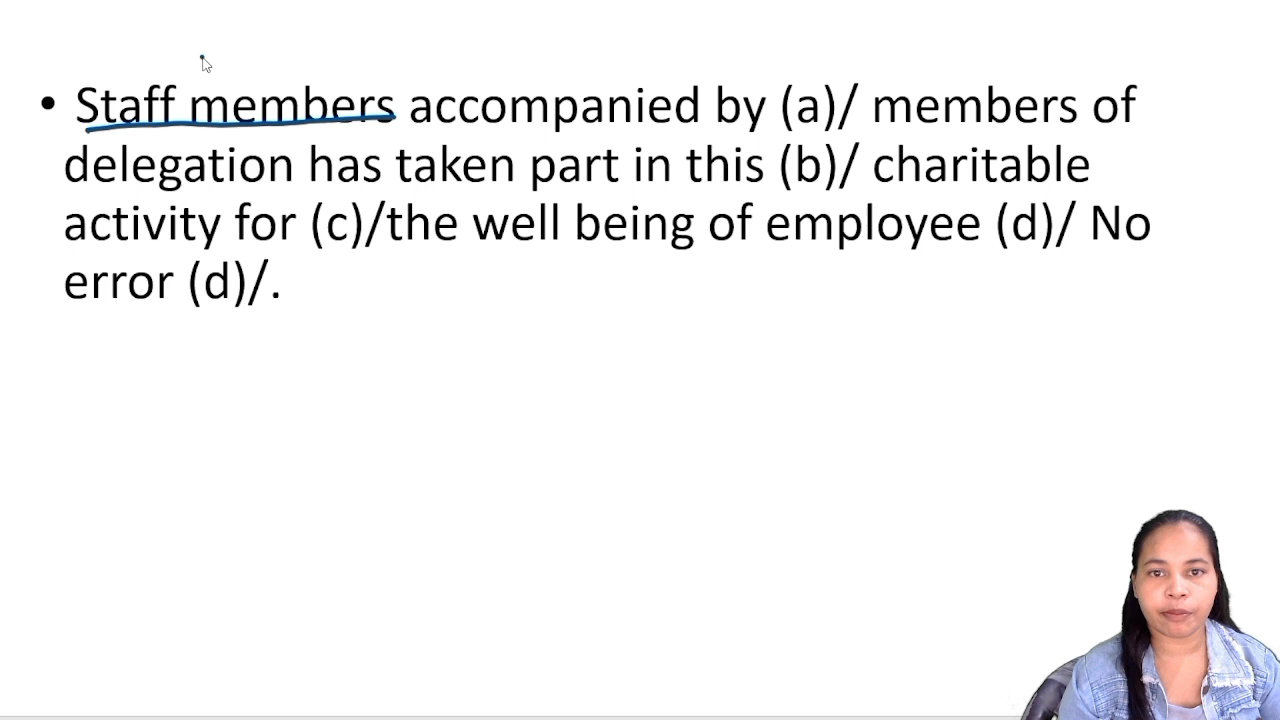 • Staff members accompanied by (a)/ members of
delegation has taken part in this (b)/ charitable
activity for (c)/the well being of employee (d)/ No
error (d)/.